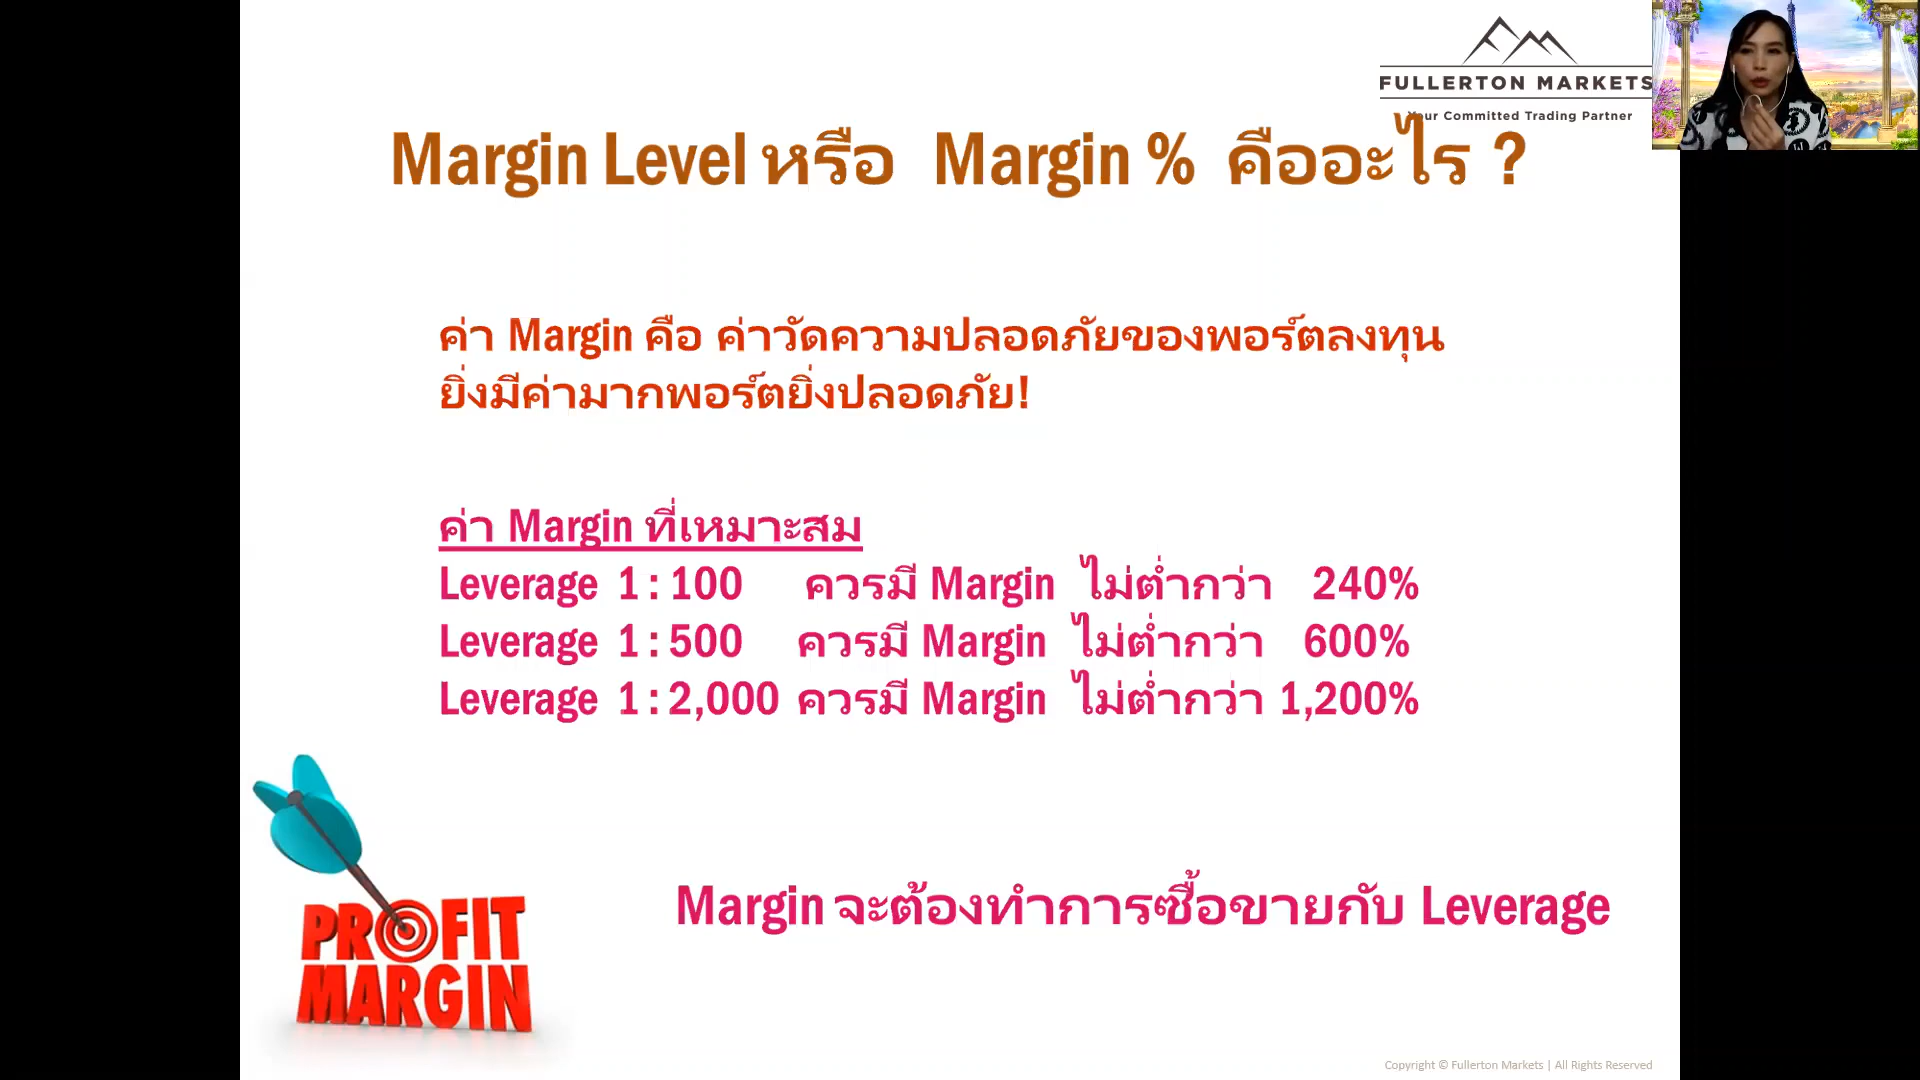 FULLERTON MARKETS
Your Committed Trading Partner
Margin Level หรือ Margin % คืออะไร ?
ค่า Margin คือ ค่าวัดความปลอดภัยของพอร์ตลงทุน
ยิ่งมีค่ามากพอร์ตยิ่งปลอดภัย!
ค่า Margin ที่เหมาะสม
Leverage 1 : 100 ควรมี Margin ไม่ต่ำกว่า 240%
Leverage 1 : 500 ควรมี Margin ไม่ต่ำกว่า 600%
Leverage 1 : 2,000 ควรมี Margin ไม่ต่ำกว่า 1,200%
PROFIT
MARGIN
Margin จะต้องทำการซื้อขายกับ Leverage
Copyright © Fullerton Markets | All Rights Reserved